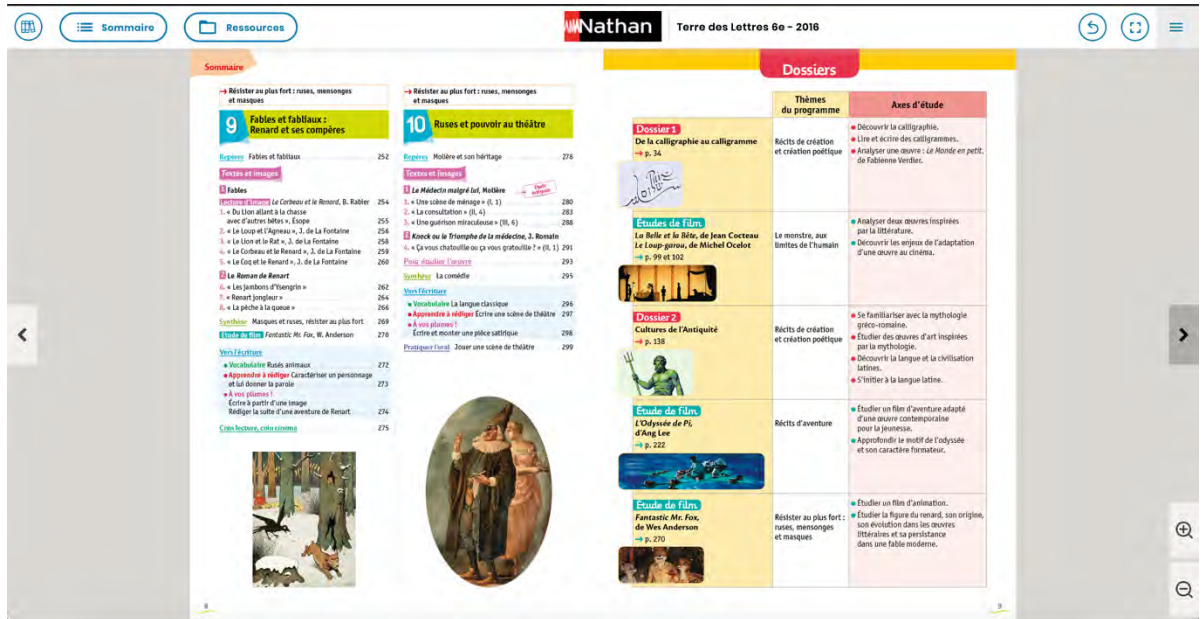 Sommaire
Ressources
Nathan
Terre des Lettres 6e - 2016
Sommaire
→ Résister au plus fort : ruses, mensonges
et masques
9 Fables et fabliaux :
Renard et ses compères
Repères Fables et fabliaux 252
Textes et images
1 Fables
Lecture d'image Le Corbeau et le Renard, B. Rabier 254
1. « Du Lion allant à la chasse
avec d'autres bêtes », Ésope 255
2. « Le Loup et l'Agneau », J. de La Fontaine 256
3. « Le Lion et le Rat », J. de La Fontaine 258
4. « Le Corbeau et le Renard », J. de La Fontaine 259
5. « Le Coq et le Renard », J. de La Fontaine 260
2 Le Roman de Renart
6. « Les jambons d'Ysengrin » 262
7. « Renart jongleur » 264
8. « La pêche à la queue » 266
Synthèse Masques et ruses, résister au plus fort 269
Étude de film Fantastic Mr. Fox, W. Anderson 270
Vers l'écriture
• Vocabulaire Rusés animaux 272
• Apprendre à rédiger Caractériser un personnage
et lui donner la parole 273
• À vos plumes !
Écrire à partir d'une image
Rédiger la suite d'une aventure de Renart 274
Coin lecture, coin cinéma 275
8
→ Résister au plus fort : ruses, mensonges
et masques
10 Ruses et pouvoir au théâtre
Repères Molière et son héritage 278
Textes et images
1 Le Médecin malgré lui, Molière
Étude intégrale
1. « Une scène de ménage » (I, 1) 280
2. « La consultation » (II, 4) 283
3. « Une guérison miraculeuse » (III, 6) 288
2 Knock ou le Triomphe de la médecine, J. Romain
4. « Ça vous chatouille ou ça vous gratouille ? » (II, 1) 291
Pour étudier l'œuvre 293
Synthèse La comédie 295
Vers l'écriture
• Vocabulaire La langue classique 296
• Apprendre à rédiger Écrire une scène de théâtre 297
• À vos plumes !
Écrire et monter une pièce satirique 298
Pratiquer l'oral Jouer une scène de théâtre 299
Dossiers
Thèmes
du programme
Axes d'étude
Dossier 1
De la calligraphie au calligramme
→ p. 34
Récits de création
et création poétique
• Découvrir la calligraphie.
• Lire et écrire des calligrammes.
• Analyser une œuvre : Le Monde en petit,
de Fabienne Verdier.
Études de film
La Belle et la Bête, de Jean Cocteau
Le Loup-garou, de Michel Ocelot
→ p. 99 et 102
Le monstre, aux
limites de l'humain
• Analyser deux œuvres inspirées
par la littérature.
• Découvrir les enjeux de l'adaptation
d'une œuvre au cinéma.
Dossier 2
Cultures de l'Antiquité
→ p. 138
Récits de création
et création poétique
• Se familiariser avec la mythologie
gréco-romaine.
• Étudier des œuvres d'art inspirées
par la mythologie.
• Découvrir la langue et la civilisation
latines.
• S'initier à la langue latine.
Étude de film
L'Odyssée de Pi,
d'Ang Lee
→ p. 222
Récits d'aventure
• Étudier un film d'aventure adapté
d'une œuvre contemporaine
pour la jeunesse.
• Approfondir le motif de l'odyssée
et son caractère formateur.
Étude de film
Fantastic Mr. Fox,
de Wes Anderson
→ p. 270
Résister au plus fort :
ruses, mensonges
et masques
• Étudier un film d'animation.
• Étudier la figure du renard, son origine,
son évolution dans les œuvres
littéraires et sa persistance
dans une fable moderne.
9